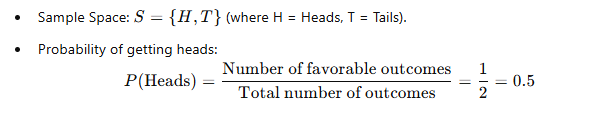 • Sample Space: S = {H, T} (where H = Heads, T = Tails).
• Probability of getting heads:
P(Heads) = Number of favorable outcomes / Total number of outcomes = 1/2 = 0.5